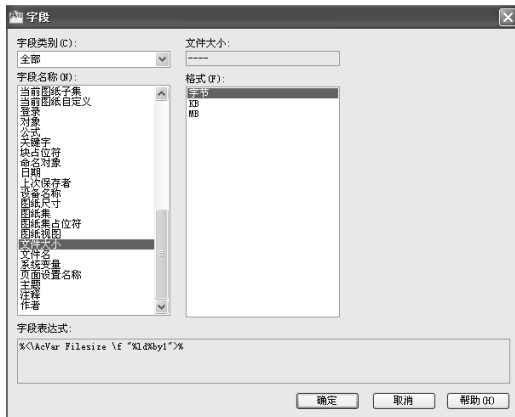 字段
字段类别(C):
全部
字段名称(N):
当前图纸子集
当前图纸自定义
登录
对象
公式
关键字
块占位符
命名对象
日期
上次保存者
设备名称
图纸尺寸
图纸集
图纸集占位符
图纸视图
文件大小
文件名
系统变量
页面设置名称
主题
注释
作者
文件大小:
----
格式(F):
字节
KB
MB
字段表达式:
%<\AcVar Filesize \f "%ld%by1">%
确定
取消
帮助(H)